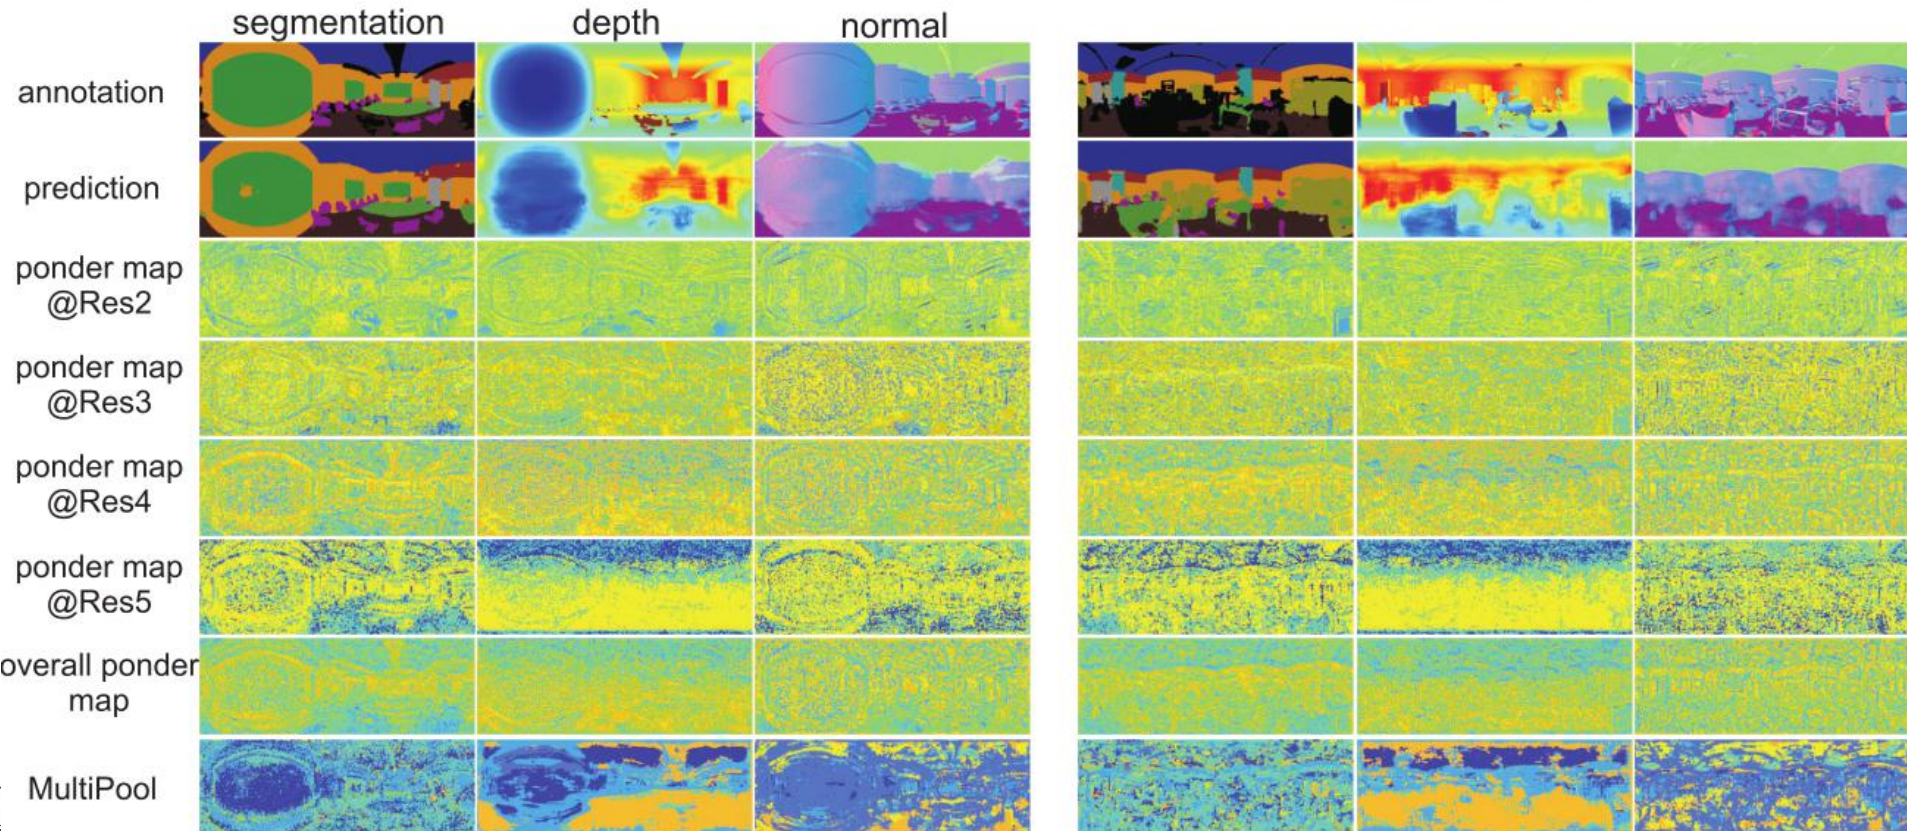 segmentation depth normal
annotation
prediction
ponder map
@Res2
ponder map
@Res3
ponder map
@Res4
ponder map
@Res5
overall ponder
map
MultiPool